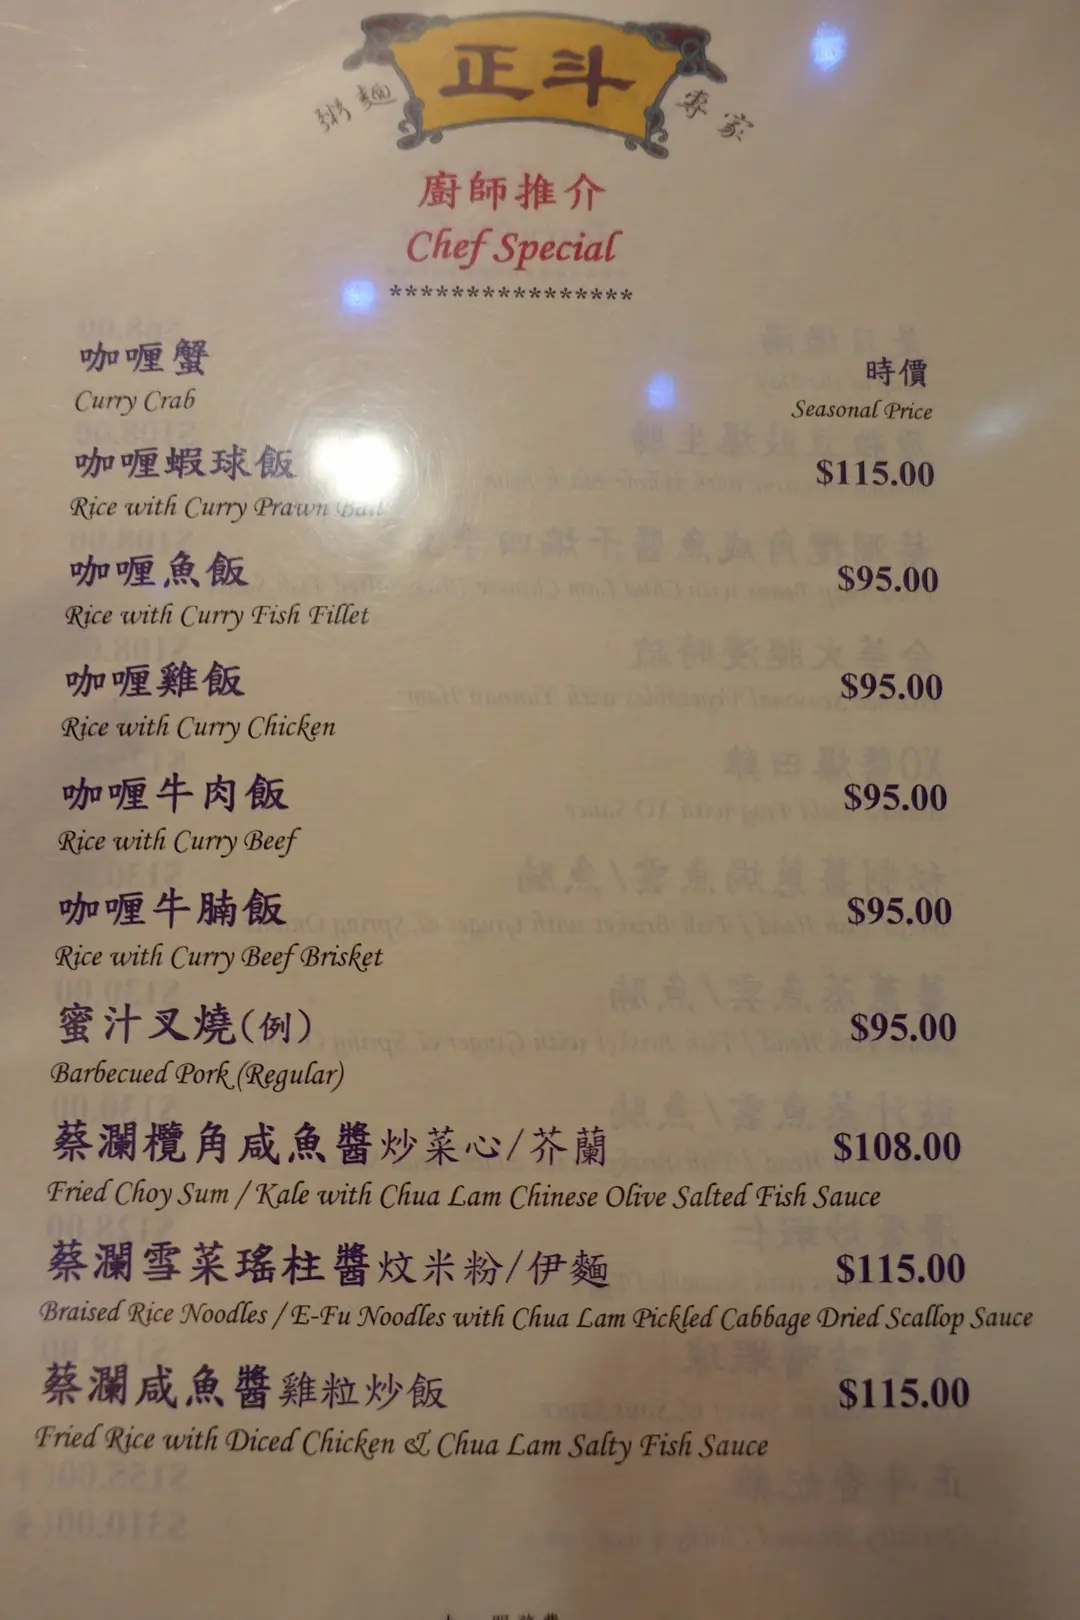 正斗
粥麵 專家
廚師推介
Chef Special
****************
咖喱蟹 時價
Curry Crab Seasonal Price
咖喱蝦球飯 $115.00
Rice with Curry Prawn Ball
咖喱魚飯 $95.00
Rice with Curry Fish Fillet
咖喱雞飯 $95.00
Rice with Curry Chicken
咖喱牛肉飯 $95.00
Rice with Curry Beef
咖喱牛腩飯 $95.00
Rice with Curry Beef Brisket
蜜汁叉燒(例) $95.00
Barbecued Pork (Regular)
蔡瀾欖角咸魚醬炒菜心/芥蘭 $108.00
Fried Choy Sum / Kale with Chua Lam Chinese Olive Salted Fish Sauce
蔡瀾雪菜瑤柱醬炆米粉/伊麵 $115.00
Braised Rice Noodles / E-Fu Noodles with Chua Lam Pickled Cabbage Dried Scallop Sauce
蔡瀾咸魚醬雞粒炒飯 $115.00
Fried Rice with Diced Chicken & Chua Lam Salty Fish Sauce